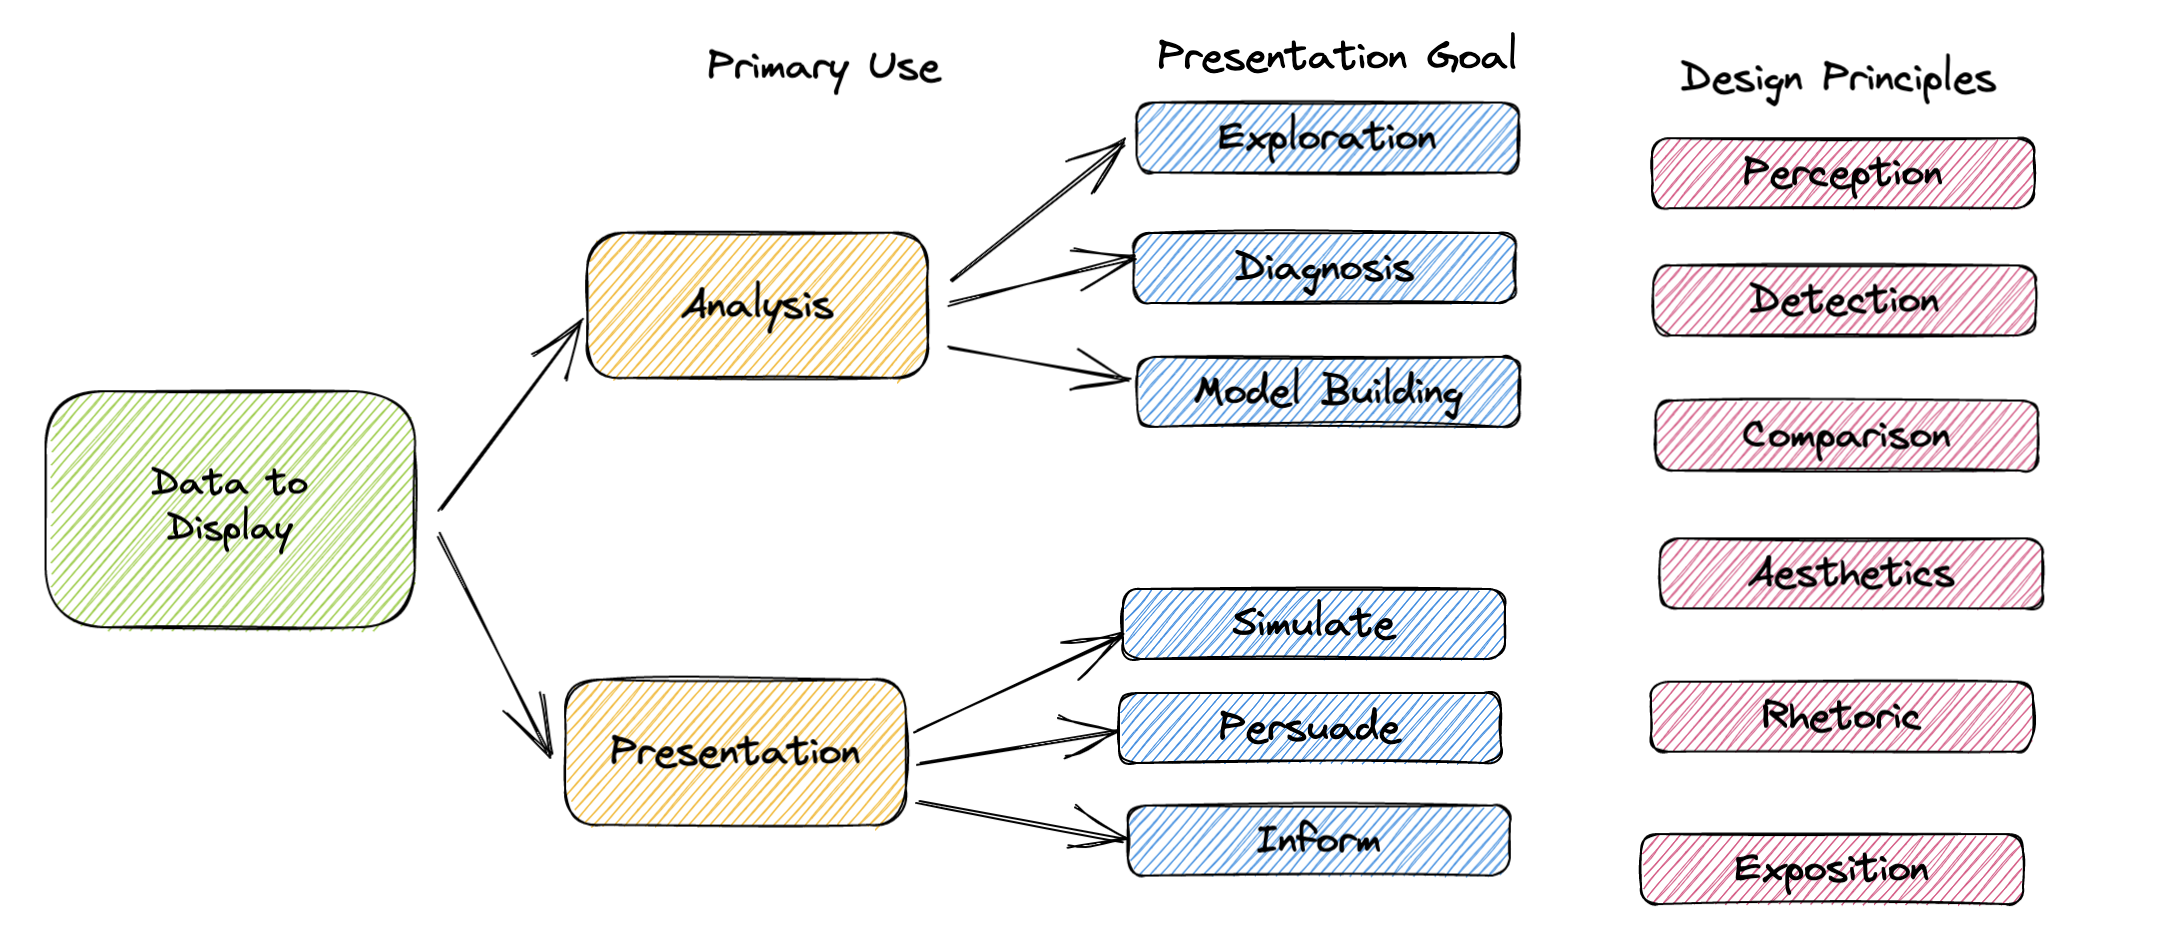 Primary Use
Presentation Goal
Design Principles
Data to
Display
Analysis
Presentation
Exploration
Diagnosis
Model Building
Simulate
Persuade
Inform
Perception
Detection
Comparison
Aesthetics
Rhetoric
Exposition